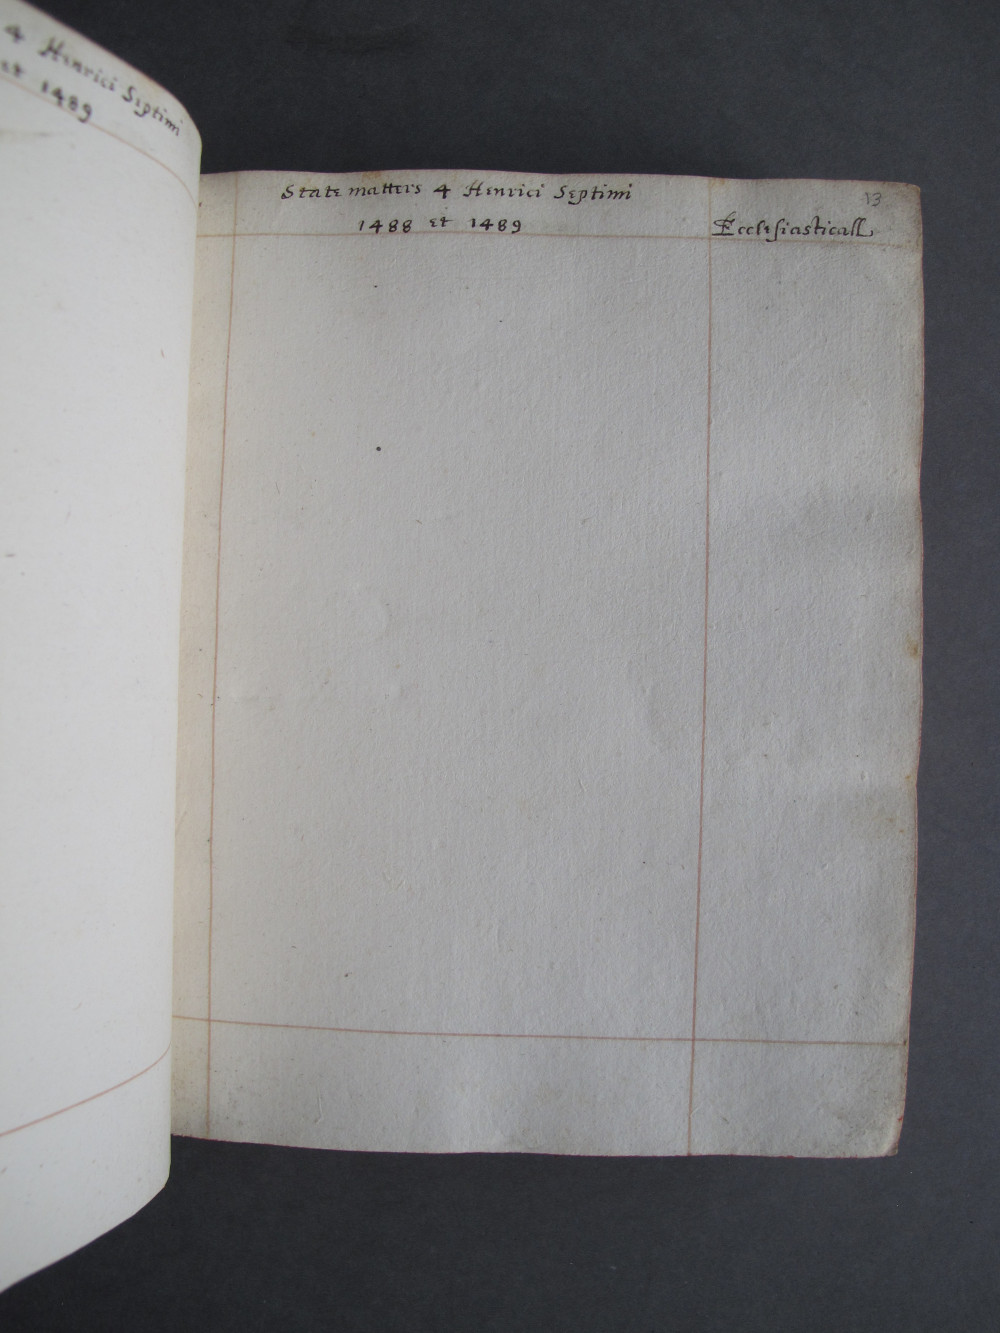 4 Henrici Septimi
et 1489
State matters 4 Henrici Septimi
13
1488 et 1489
Ecclesiasticall